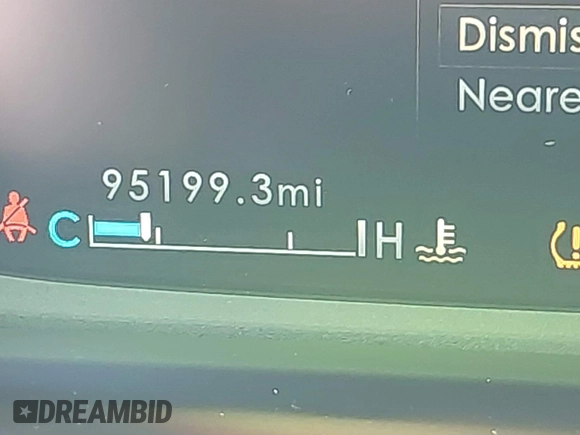 Dismis
Neare
95199.3mi
C H
DREAMBID